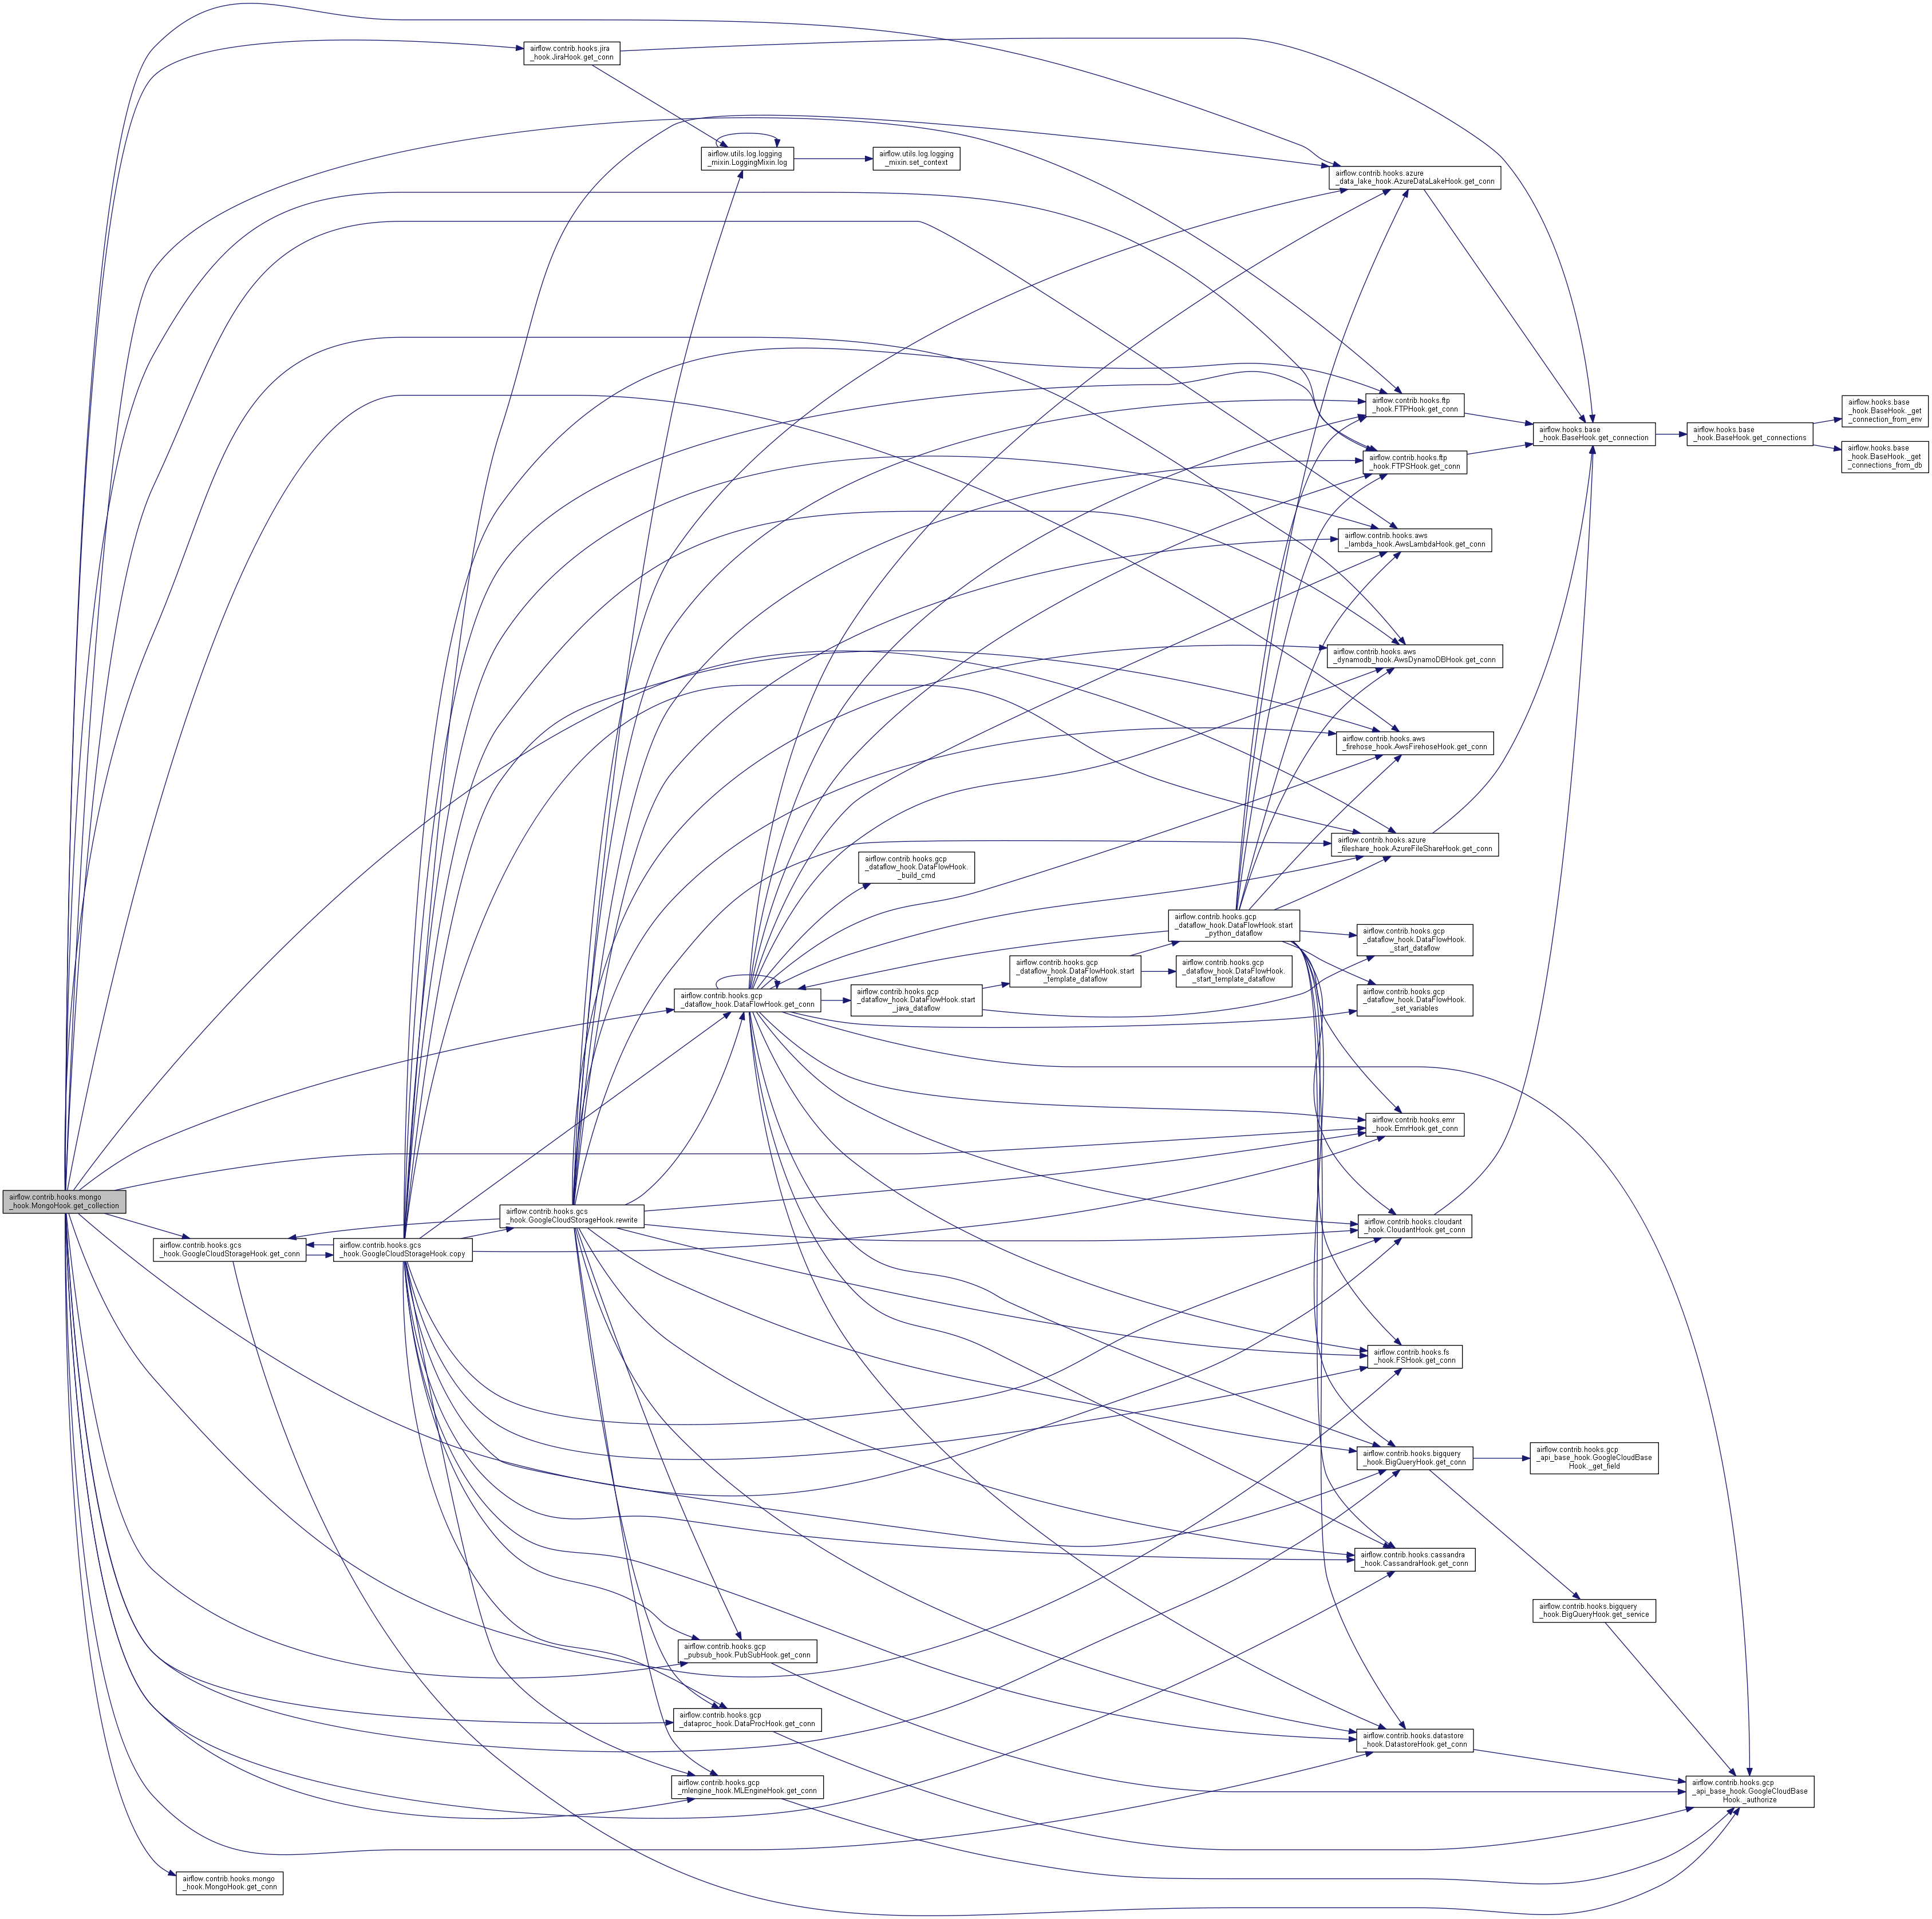 airflow.contrib.hooks.jira
_hook.JiraHook.get_conn
airflow.utils.log.logging
_mixin.LoggingMixin.log
airflow.utils.log.logging
_mixin.set_context
airflow.contrib.hooks.azure
_data_lake_hook.AzureDataLakeHook.get_conn
airflow.contrib.hooks.ftp
_hook.FTPHook.get_conn
airflow.hooks.base
_hook.BaseHook.get_connection
airflow.hooks.base
_hook.BaseHook.get_connections
airflow.hooks.base
_hook.BaseHook._get
_connection_from_env
airflow.hooks.base
_hook.BaseHook._get
_connections_from_db
airflow.contrib.hooks.ftp
_hook.FTPSHook.get_conn
airflow.contrib.hooks.aws
_lambda_hook.AwsLambdaHook.get_conn
airflow.contrib.hooks.aws
_dynamodb_hook.AwsDynamoDBHook.get_conn
airflow.contrib.hooks.aws
_firehose_hook.AwsFirehoseHook.get_conn
airflow.contrib.hooks.azure
_fileshare_hook.AzureFileShareHook.get_conn
airflow.contrib.hooks.gcp
_dataflow_hook.DataFlowHook.
_build_cmd
airflow.contrib.hooks.gcp
_dataflow_hook.DataFlowHook.start
_python_dataflow
airflow.contrib.hooks.gcp
_dataflow_hook.DataFlowHook.
_start_dataflow
airflow.contrib.hooks.gcp
_dataflow_hook.DataFlowHook.start
_template_dataflow
airflow.contrib.hooks.gcp
_dataflow_hook.DataFlowHook.
_start_template_dataflow
airflow.contrib.hooks.gcp
_dataflow_hook.DataFlowHook.get_conn
airflow.contrib.hooks.gcp
_dataflow_hook.DataFlowHook.start
_java_dataflow
airflow.contrib.hooks.gcp
_dataflow_hook.DataFlowHook.
_set_variables
airflow.contrib.hooks.emr
_hook.EmrHook.get_conn
airflow.contrib.hooks.mongo
_hook.MongoHook.get_collection
airflow.contrib.hooks.gcs
_hook.GoogleCloudStorageHook.rewrite
airflow.contrib.hooks.cloudant
_hook.CloudantHook.get_conn
airflow.contrib.hooks.gcs
_hook.GoogleCloudStorageHook.get_conn
airflow.contrib.hooks.gcs
_hook.GoogleCloudStorageHook.copy
airflow.contrib.hooks.fs
_hook.FSHook.get_conn
airflow.contrib.hooks.bigquery
_hook.BigQueryHook.get_conn
airflow.contrib.hooks.gcp
_api_base_hook.GoogleCloudBase
Hook._get_field
airflow.contrib.hooks.cassandra
_hook.CassandraHook.get_conn
airflow.contrib.hooks.bigquery
_hook.BigQueryHook.get_service
airflow.contrib.hooks.gcp
_pubsub_hook.PubSubHook.get_conn
airflow.contrib.hooks.gcp
_dataproc_hook.DataProcHook.get_conn
airflow.contrib.hooks.datastore
_hook.DatastoreHook.get_conn
airflow.contrib.hooks.gcp
_mlengine_hook.MLEngineHook.get_conn
airflow.contrib.hooks.gcp
_api_base_hook.GoogleCloudBase
Hook._authorize
airflow.contrib.hooks.mongo
_hook.MongoHook.get_conn